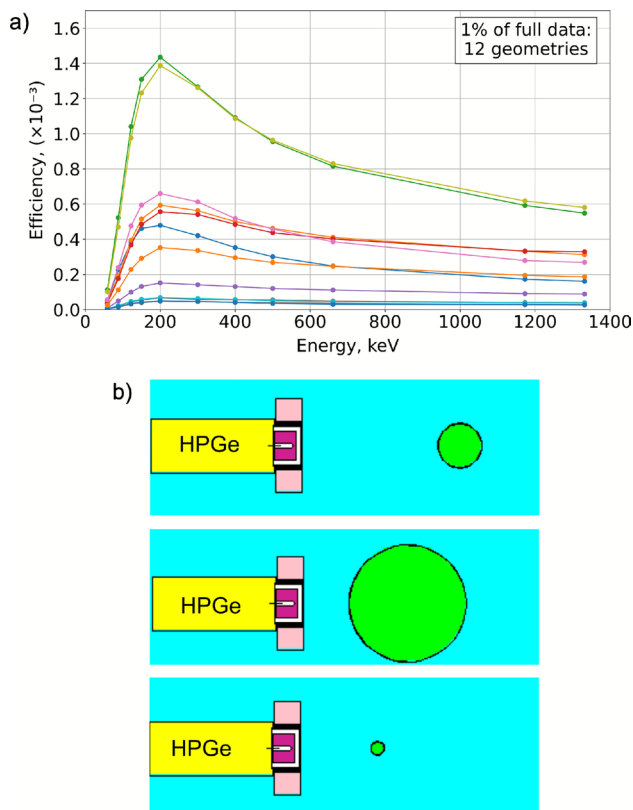 a)
1% of full data:
12 geometries
Efficiency, (×10⁻³)
1.6
1.4
1.2
1.0
0.8
0.6
0.4
0.2
0.0
0 200 400 600 800 1000 1200 1400
Energy, keV
b)
HPGe
HPGe
HPGe